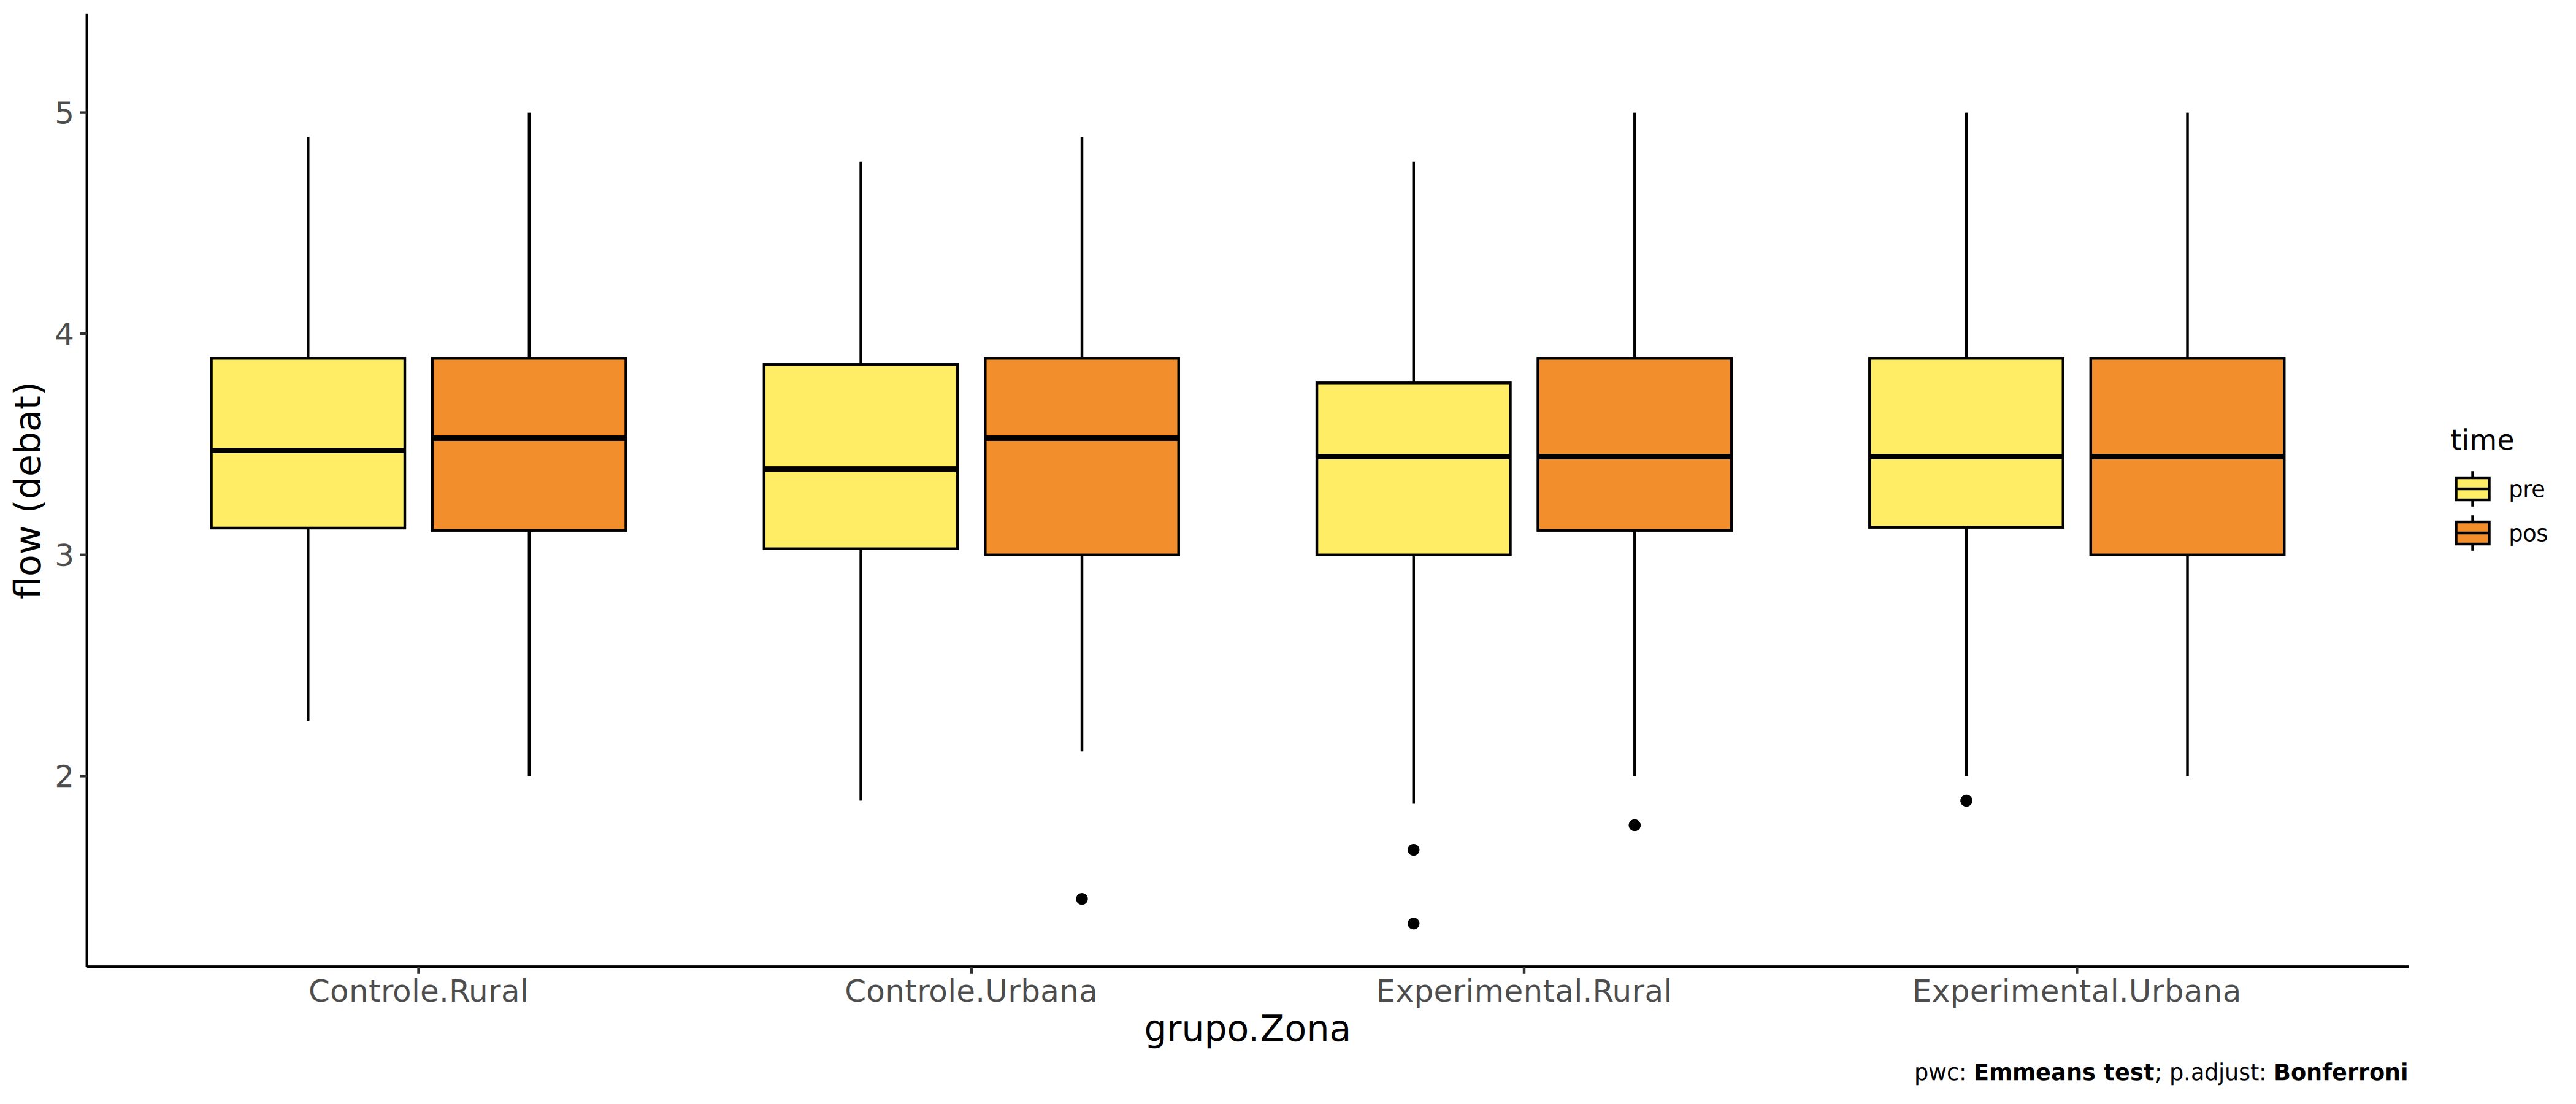 flow (debat)
5
4
3
2
Controle.Rural
Controle.Urbana
Experimental.Rural
Experimental.Urbana
grupo.Zona
time
pre
pos
pwc: Emmeans test; p.adjust: Bonferroni